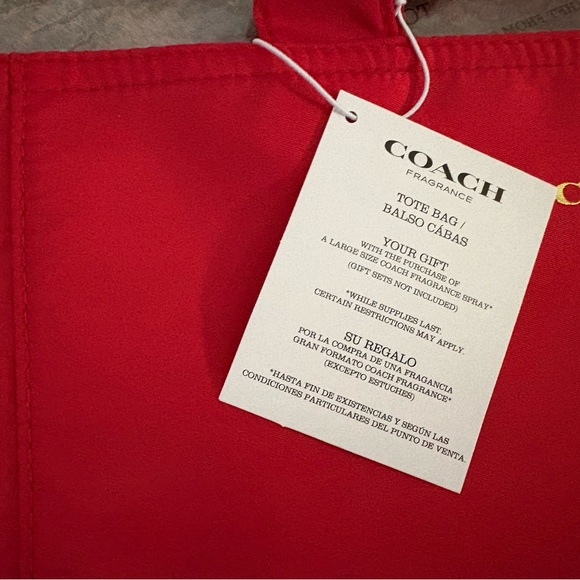 COACH
FRAGRANCE
TOTE BAG /
BALSO CÁBAS
YOUR GIFT
WITH THE PURCHASE OF
A LARGE SIZE COACH FRAGRANCE SPRAY*
(GIFT SETS NOT INCLUDED)
*WHILE SUPPLIES LAST.
CERTAIN RESTRICTIONS MAY APPLY.
SU REGALO
POR LA COMPRA DE UNA FRAGANCIA
GRAN FORMATO COACH FRAGRANCE*
(EXCEPTO ESTUCHES)
*HASTA FIN DE EXISTENCIAS Y SEGÚN LAS
CONDICIONES PARTICULARES DEL PUNTO DE VENTA.
C